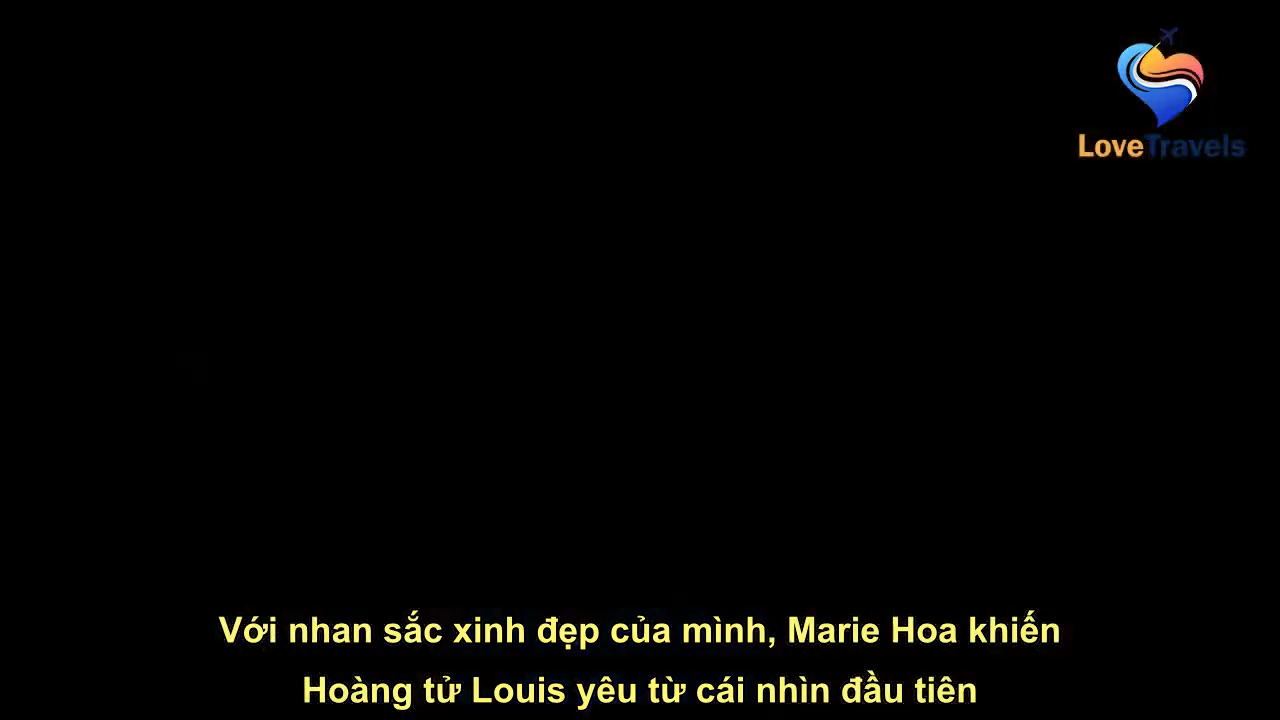 LoveTravels
Với nhan sắc xinh đẹp của mình, Marie Hoa khiến
Hoàng tử Louis yêu từ cái nhìn đầu tiên